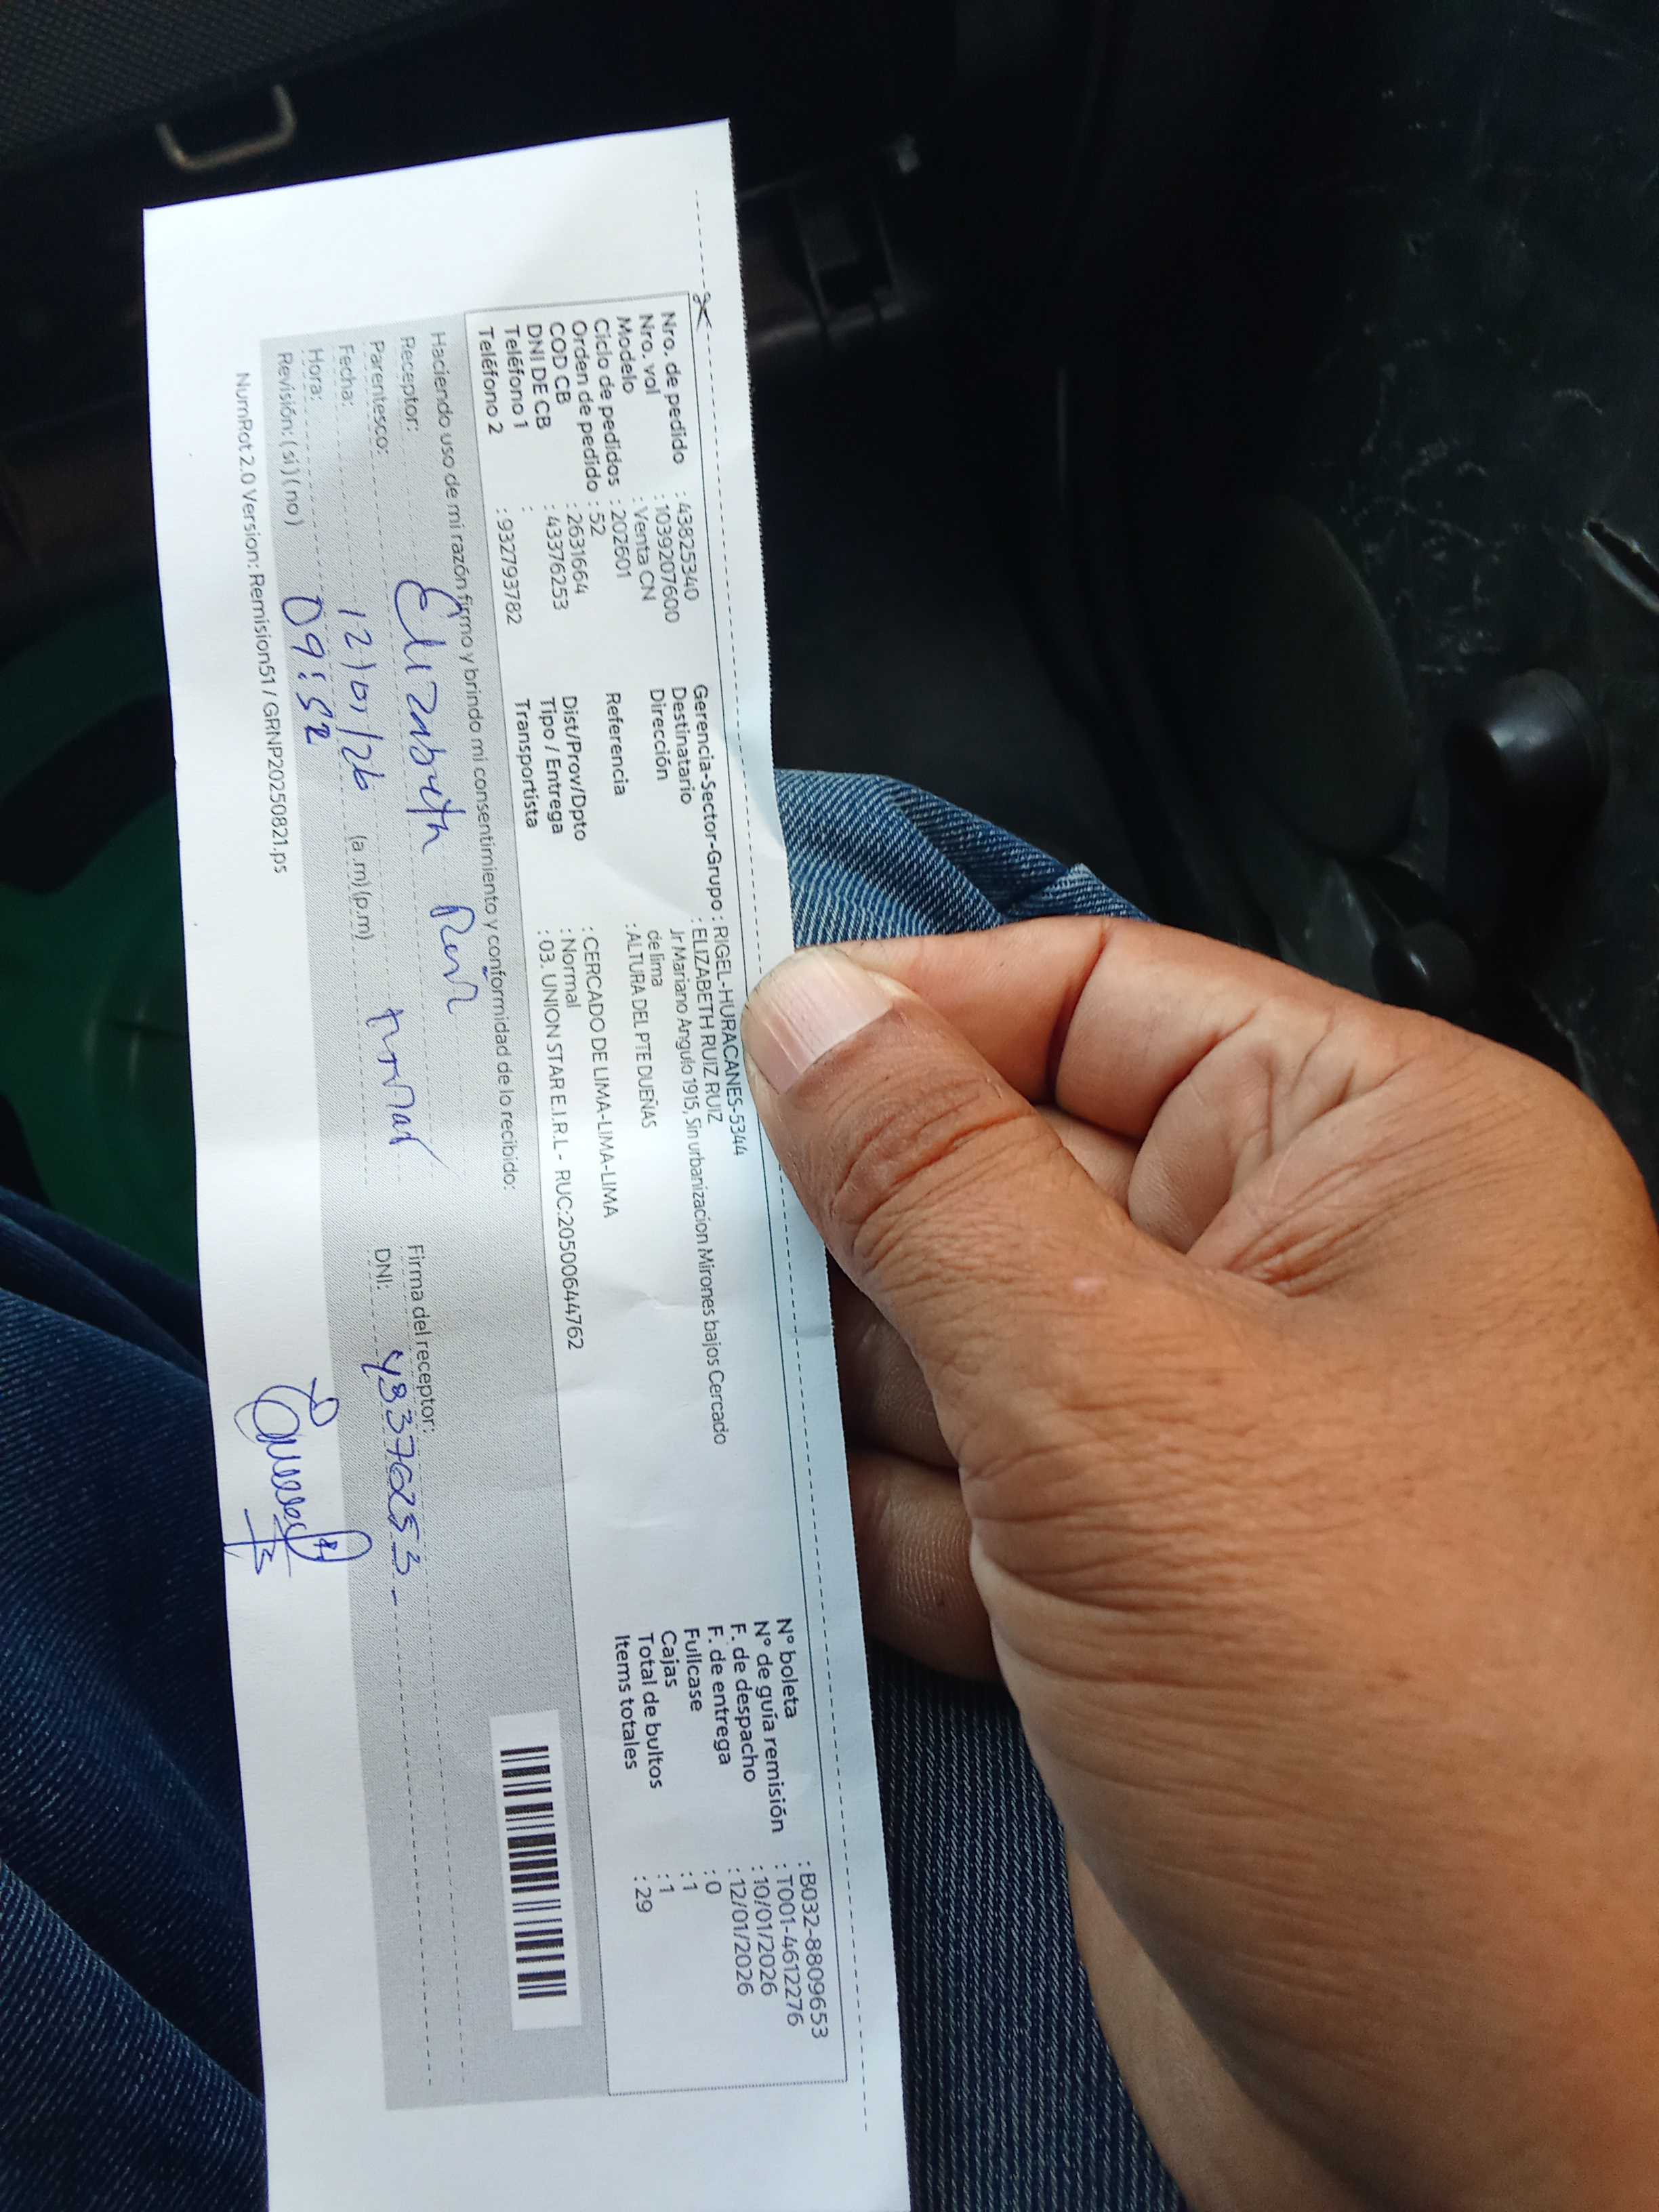 Nro. de pedido : 43825340
Nro. vol : 1039207600
Modelo : Venta CN
Ciclo de pedidos : 202601
Orden de pedido : 52
COD CB : 2631664
DNI DE CB : 43376253
Teléfono 1 :
Teléfono 2 : 932793782
Gerencia-Sector-Grupo : RIGEL-HURACANES-5344
Destinatario : ELIZABETH RUIZ RUIZ
Dirección Jr Mariano Angulo 1915, Sin urbanizacion Mirones bajos Cercado
de lima
Referencia : ALTURA DEL PTE DUEÑAS
Dist/Prov/Dpto : CERCADO DE LIMA-LIMA-LIMA
Tipo / Entrega : Normal
Transportista : 03. UNION STAR E.I.R.L - RUC:20500644762
N° boleta : B032-8809653
N° de guía remisión : T001-4612276
F. de despacho : 10/01/2026
F. de entrega : 12/01/2026
Fullcase : 0
Cajas : 1
Total de bultos : 1
Items totales : 29
Haciendo uso de mi razón firmo y brindo mi consentimiento y conformidad de lo recibido:
Receptor: Elizabeth
Firma del receptor:
Parentesco:
DNI: 43376253
Fecha: 12/01/26
Hora: 09:52 (a.m)(p.m)
Revisión: (si) (no)
NumRot 2.0 Version: Remision51 / GRNP20250821.ps